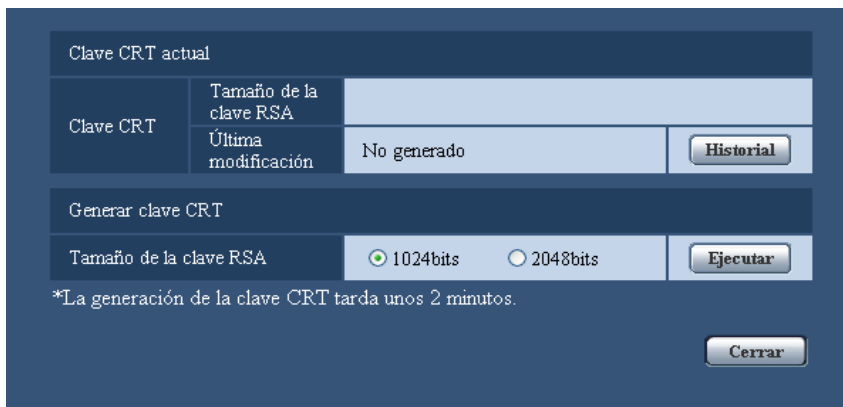 Clave CRT actual
Clave CRT
Tamaño de la
clave RSA
Última
modificación
No generado
Historial
Generar clave CRT
Tamaño de la clave RSA
1024bits
2048bits
Ejecutar
*La generación de la clave CRT tarda unos 2 minutos.
Cerrar